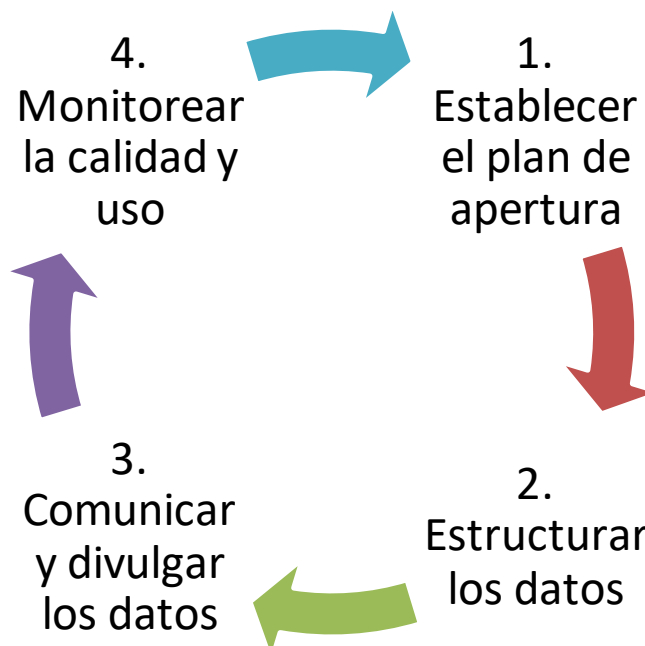 1.
Establecer
el plan de
apertura
2.
Estructurar
los datos
3.
Comunicar
y divulgar
los datos
4.
Monitorear
la calidad y
uso